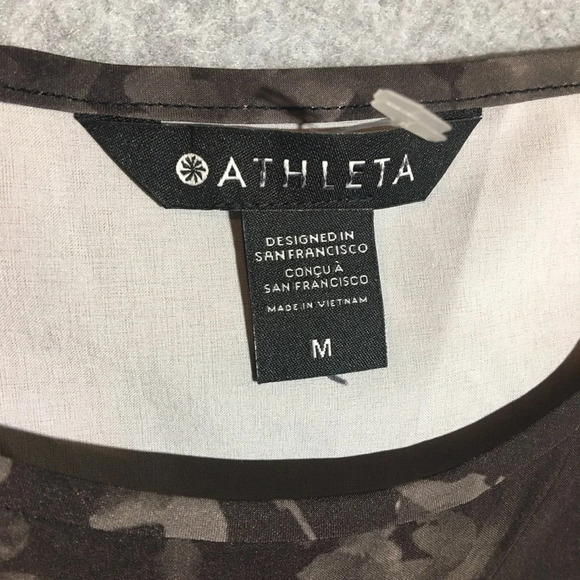 ATHLETA
DESIGNED IN
SAN FRANCISCO
CONÇU À
SAN FRANCISCO
MADE IN VIETNAM
M